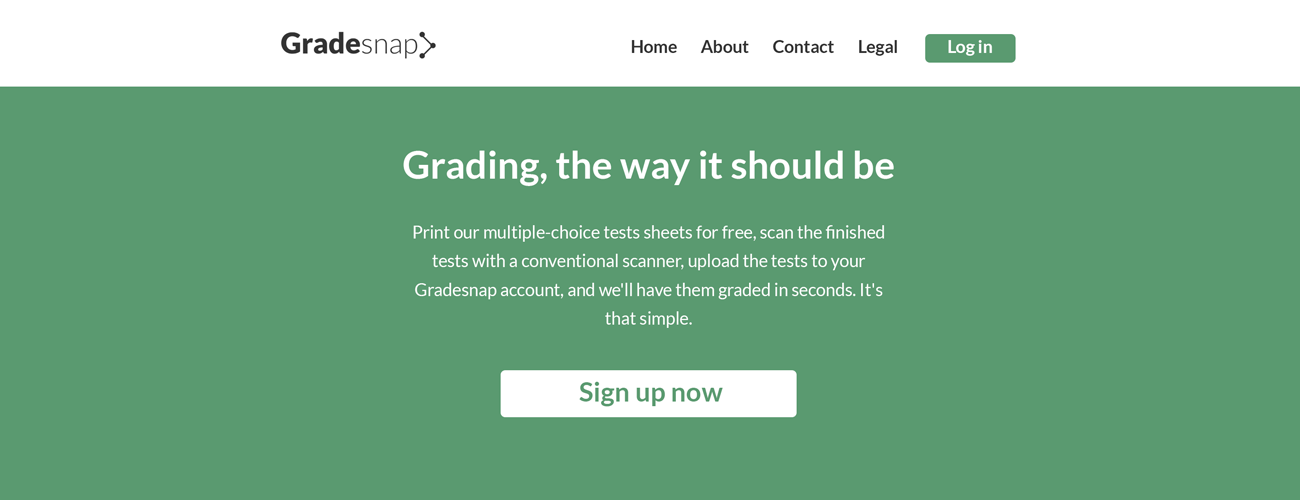 Gradesnap
Home About Contact Legal Log in
Grading, the way it should be
Print our multiple-choice tests sheets for free, scan the finished
tests with a conventional scanner, upload the tests to your
Gradesnap account, and we'll have them graded in seconds. It's
that simple.
Sign up now